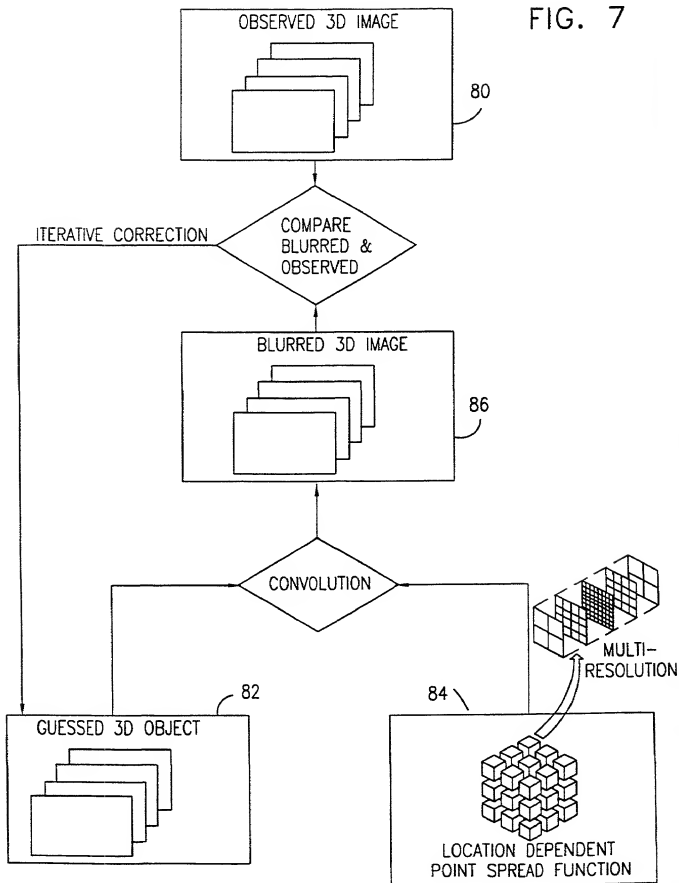 FIG. 7
OBSERVED 3D IMAGE
80
ITERATIVE CORRECTION
COMPARE
BLURRED &
OBSERVED
BLURRED 3D IMAGE
86
CONVOLUTION
MULTI-
RESOLUTION
82
84
GUESSED 3D OBJECT
LOCATION DEPENDENT
POINT SPREAD FUNCTION